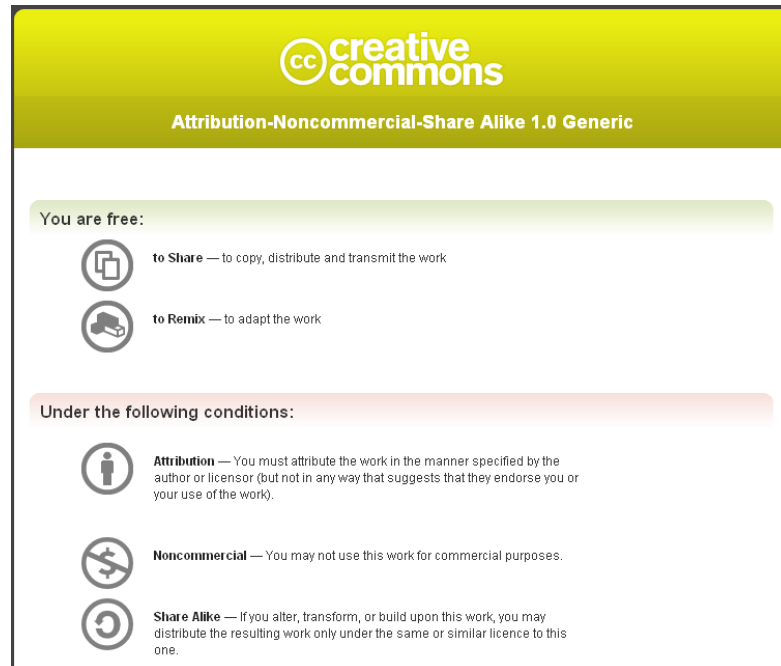 cc creative
commons
Attribution-Noncommercial-Share Alike 1.0 Generic
You are free:
to Share — to copy, distribute and transmit the work
to Remix — to adapt the work
Under the following conditions:
Attribution — You must attribute the work in the manner specified by the
author or licensor (but not in any way that suggests that they endorse you or
your use of the work).
$
Noncommercial — You may not use this work for commercial purposes.
Share Alike — If you alter, transform, or build upon this work, you may
distribute the resulting work only under the same or similar licence to this
one.